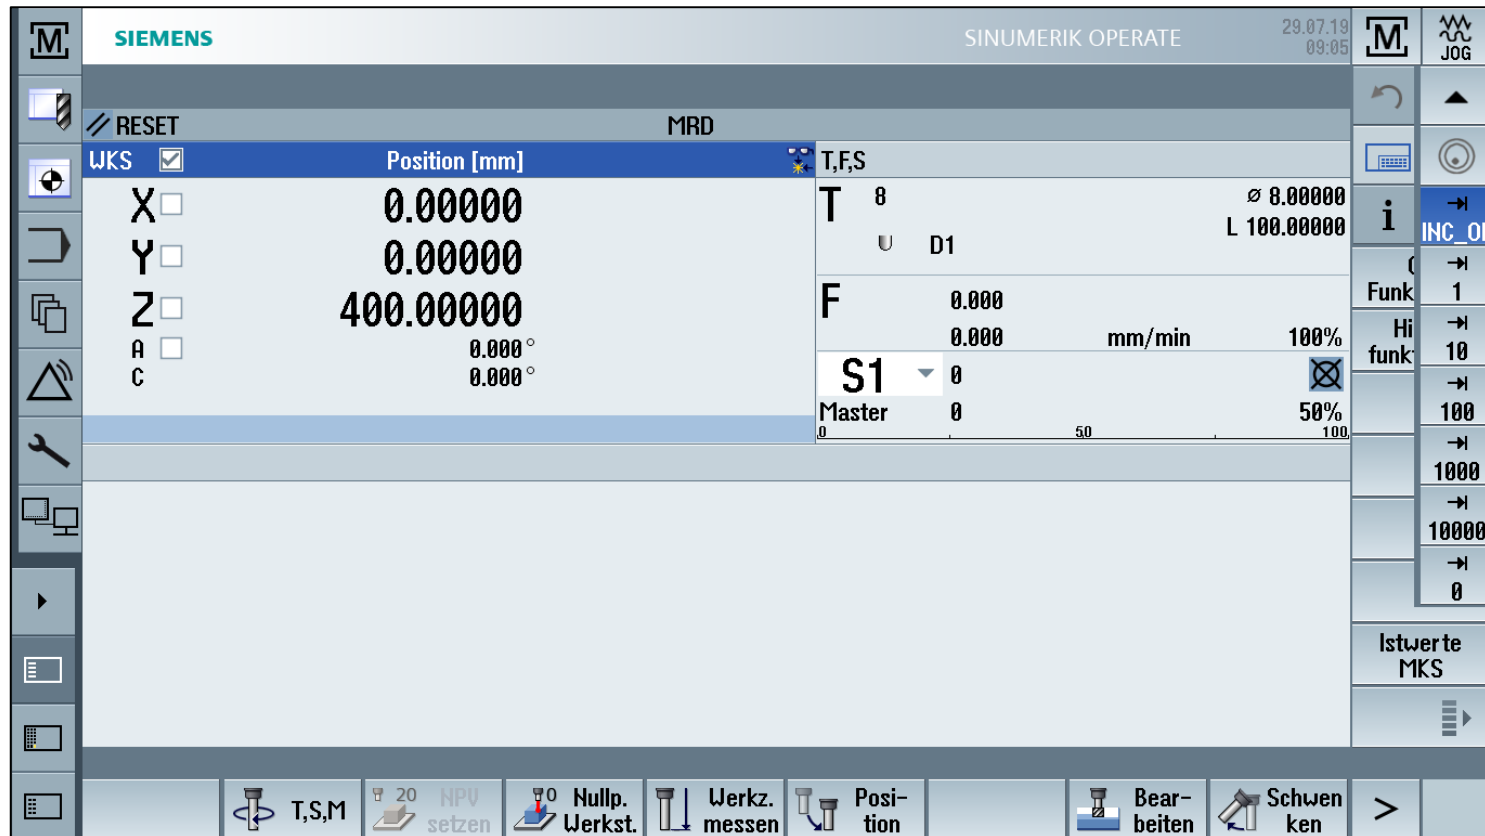 M SIEMENS SINUMERIK OPERATE 29.07.19 M
09:05 JOG
RESET MRD
WKS Position [mm] T,F,S
X 0.00000
Y 0.00000
Z 400.00000
A 0.000°
C 0.000°
T 8 ø 8.00000
L 100.00000
D1
F 0.000
0.000 mm/min 100%
S1 0
Master 0 50%
0 50 100
i
Funk
Hi
funk
INC_
1
10
100
1000
10000
0
Istwerte
MKS
T,S,M
20 NPV
setzen
0 Nullp.
Werkst.
Werkz.
messen
Posi-
tion
Bear-
beiten
Schwen
ken
>